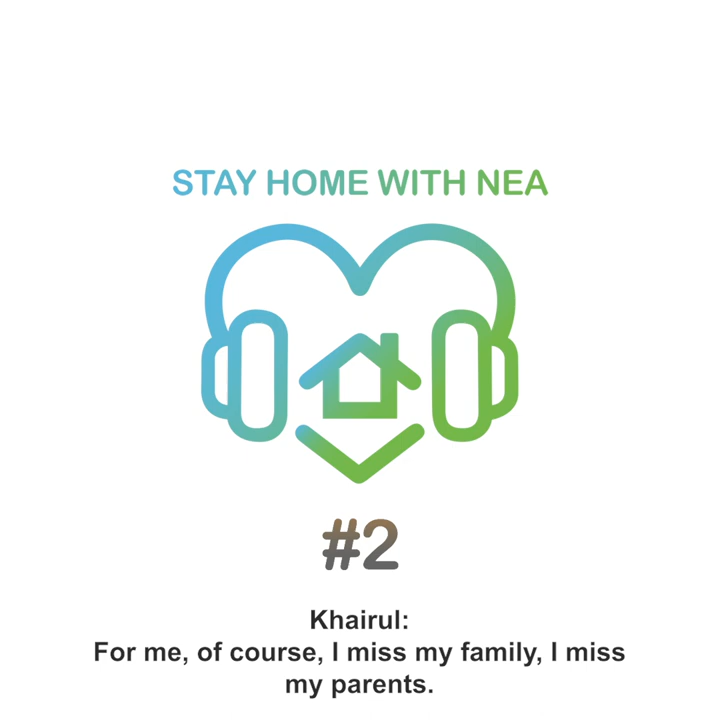 STAY HOME WITH NEA
#2
Khairul:
For me, of course, I miss my family, I miss
my parents.